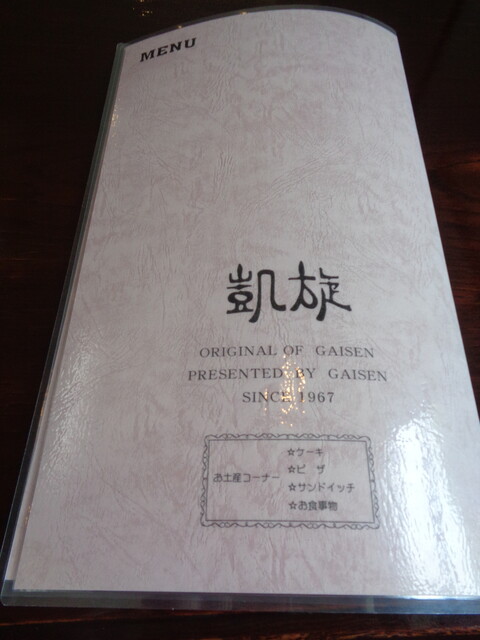 MENU
凱旋
ORIGINAL OF GAISEN
PRESENTED BY GAISEN
SINCE 1967
お土産コーナー
☆ケーキ
☆ピザ
☆サンドイッチ
☆お食事物